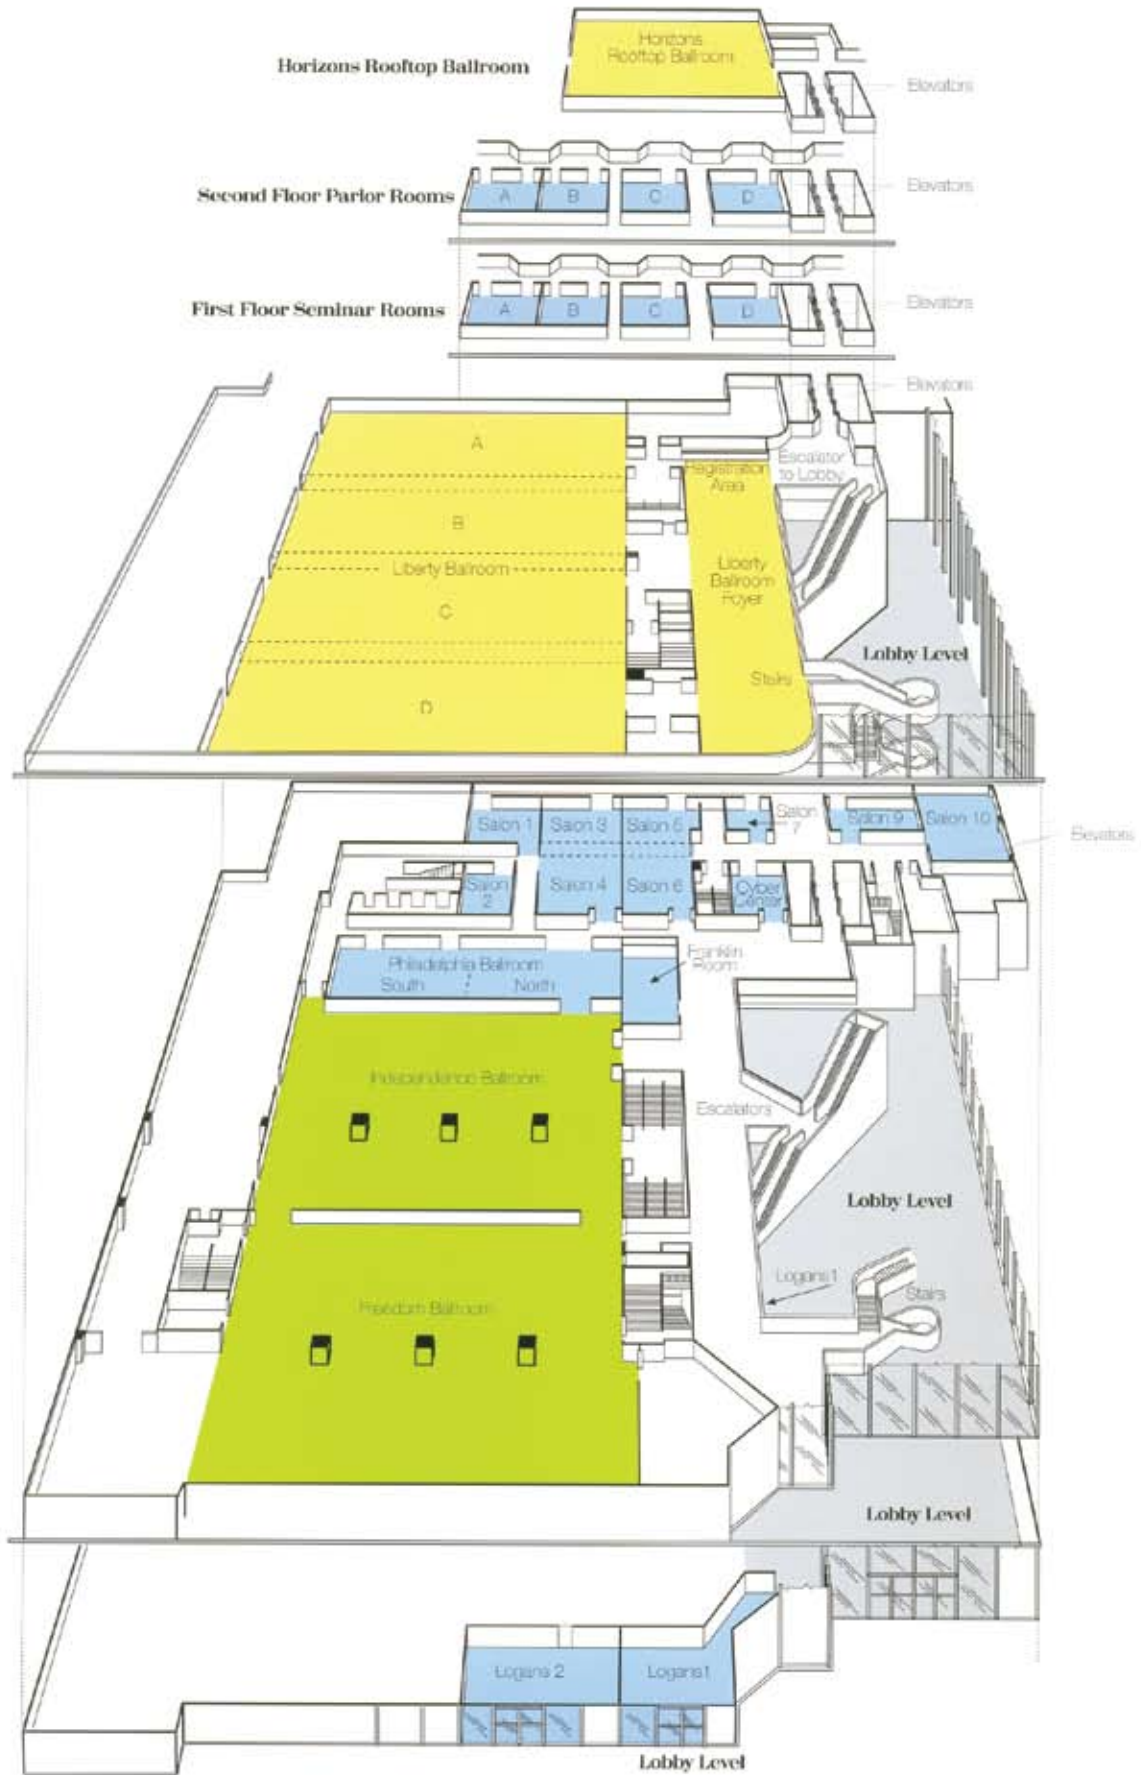 Horizons
Rooftop Ballroom
Horizons Rooftop Ballroom
Elevators
Second Floor Parlor Rooms
A
B
C
D
Elevators
First Floor Seminar Rooms
A
B
C
D
Elevators
Elevators
A
Registration
Area
Escalator
to Lobby
B
Liberty Ballroom
Liberty
Ballroom
Foyer
C
Lobby Level
Stairs
D
Salon 1
Salon 3
Salon 5
Salon
7
Salon 9
Salon 10
Elevators
Salon
2
Salon 4
Salon 6
Cyber
Center
Philadelphia Ballroom
South
North
Franklin
Room
Independence Ballroom
Escalators
Lobby Level
Logans1
Stairs
Freedom Ballroom
Lobby Level
Logans 2
Logans1
Lobby Level